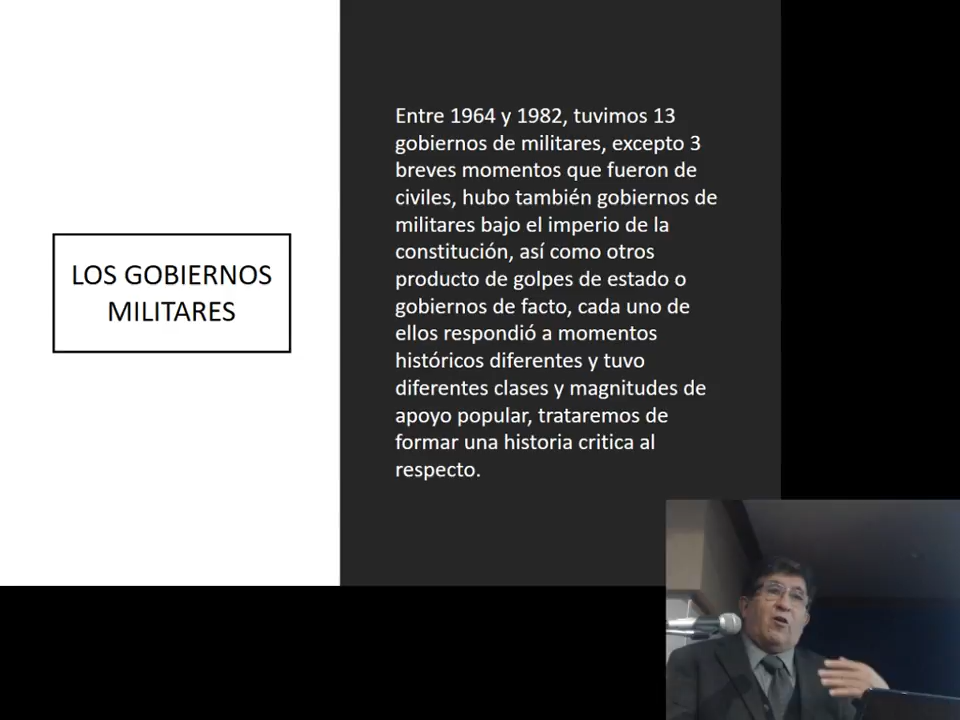 LOS GOBIERNOS
MILITARES
Entre 1964 y 1982, tuvimos 13
gobiernos de militares, excepto 3
breves momentos que fueron de
civiles, hubo también gobiernos de
militares bajo el imperio de la
constitución, así como otros
producto de golpes de estado o
gobiernos de facto, cada uno de
ellos respondió a momentos
históricos diferentes y tuvo
diferentes clases y magnitudes de
apoyo popular, trataremos de
formar una historia critica al
respecto.